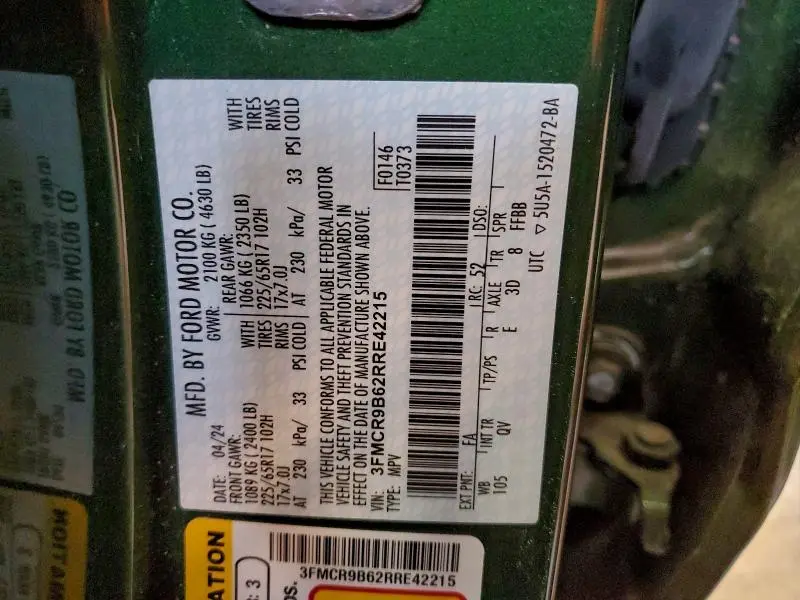 MFD. BY FORD MOTOR CO.
DATE: 04/24
GVWR: 2100 KG ( 4630 LB)
FRONT GAWR:
REAR GAWR:
1089 KG ( 2400 LB) WITH
1066 KG ( 2350 LB) WITH
225/65R17 102H TIRES
225/65R17 102H TIRES
17x7.0J RIMS
17x7.0J RIMS
AT 230 kPa/ 33 PSI COLD
AT 230 kPa/ 33 PSI COLD
THIS VEHICLE CONFORMS TO ALL APPLICABLE FEDERAL MOTOR
VEHICLE SAFETY AND THEFT PREVENTION STANDARDS IN
EFFECT ON THE DATE OF MANUFACTURE SHOWN ABOVE.
VIN: 3FMCR9B62RRE42215
TYPE: MPV
F0146
T0373
EXT PNT: FA RC: 52 DSO:
WB INT TR TP/PS R AXLE TR SPR
105 QV E 3D 8 FFBB
UTC ▽ 5U5A-1520472-BA
ATION
: 3
OS.
3FMCR9B62RRE42215